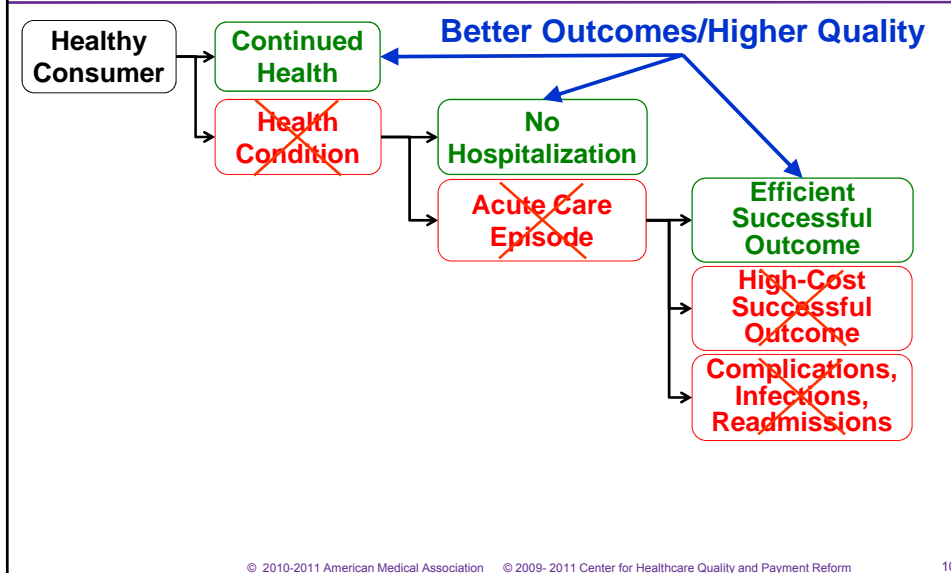 Better Outcomes/Higher Quality
Healthy
Consumer
Continued
Health
Health
Condition
No
Hospitalization
Acute Care
Episode
Efficient
Successful
Outcome
High-Cost
Successful
Outcome
Complications,
Infections,
Readmissions
© 2010-2011 American Medical Association © 2009- 2011 Center for Healthcare Quality and Payment Reform